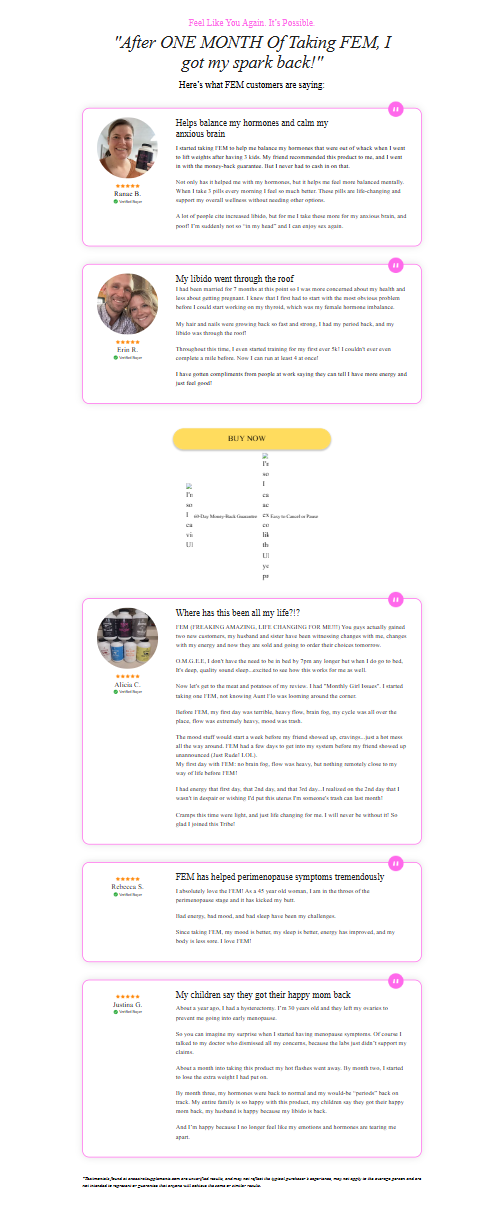 Feel Like You Again. It's Possible.
"After ONE MONTH Of Taking FEM, I
got my spark back!"
Here's what FEM customers are saying:
Helps balance my hormones and calm my
anxious brain
I started taking FEM to help me balance my hormones that were out of whack when I went
to lift weights after having 3 kids. My friend recommended this product to me, and I went
in with the money-back guarantee. But I never had to cash in on that.
Ranae B.
Verified Buyer
Not only has it helped me with my hormones, but it helps me feel more balanced mentally.
When I take 3 pills every morning I feel so much better. These pills are life-changing and
support my overall wellness without needing other options.
A lot of people cite increased libido, but for me I take these more for my anxious brain, and
poof! I'm suddenly not so "in my head" and I can enjoy sex again.
My libido went through the roof
I had been married for 7 months at this point so I was more concerned about my health and
less about getting pregnant. I knew that I first had to start with the most obvious problem
before I could start working on my thyroid, which was my female hormone imbalance.
My hair and nails were growing back so fast and strong, I had my period back, and my
libido was through the roof!
Erin R.
Verified Buyer
Throughout this time, I even started training for my first ever 5k! I couldn't ever even
complete a mile before. Now I can run at least 4 at once!
I have gotten compliments from people at work saying they can tell I have more energy and
just feel good!
BUY NOW
60-Day Money-Back Guarantee
Easy to Cancel or Pause
Where has this been all my life?!?
FEM (FREAKING AMAZING, LIFE CHANGING FOR ME!!!) You guys actually gained
two new customers, my husband and sister have been witnessing changes with me, changes
with my energy and now they are sold and going to order their choices tomorrow.
O.M.G.E.E, I don't have the need to be in bed by 7pm any longer but when I do go to bed,
It's deep, quality sound sleep...excited to see how this works for me as well.
Alicia C.
Verified Buyer
Now let's get to the meat and potatoes of my review. I had "Monthly Girl Issues". I started
taking one FEM, not knowing Aunt Flo was looming around the corner.
Before FEM, my first day was terrible, heavy flow, brain fog, my cycle was all over the
place, flow was extremely heavy, mood was trash.
The mood stuff would start a week before my friend showed up, cravings...just a hot mess
all the way around. FEM had a few days to get into my system before my friend showed up
unannounced (Just Rude! LOL).
My first day with FEM: no brain fog, flow was heavy, but nothing remotely close to my
way of life before FEM!
I had energy that first day, that 2nd day, and that 3rd day...I realized on the 2nd day that I
wasn't in despair or wishing I'd put this uterus I'm someone's trash can last month!
Cramps this time were light, and just life changing for me. I will never be without it! So
glad I joined this Tribe!
FEM has helped perimenopause symptoms tremendously
Rebecca S.
Verified Buyer
I absolutely love the FEM! As a 45 year old woman, I am in the throes of the
perimenopause stage and it has kicked my butt.
Bad energy, bad mood, and bad sleep have been my challenges.
Since taking FEM, my mood is better, my sleep is better, energy has improved, and my
body is less sore. I love FEM!
My children say they got their happy mom back
Justina G.
Verified Buyer
About a year ago, I had a hysterectomy. I'm 30 years old and they left my ovaries to
prevent me going into early menopause.
So you can imagine my surprise when I started having menopause symptoms. Of course I
talked to my doctor who dismissed all my concerns, because the labs just didn't support my
claims.
About a month into taking this product my hot flashes went away. By month two, I started
to lose the extra weight I had put on.
By month three, my hormones were back to normal and my would-be "periods" back on
track. My entire family is so happy with this product, my children say they got their happy
mom back, my husband is happy because my libido is back.
And I'm happy because I no longer feel like my emotions and hormones are tearing me
apart.